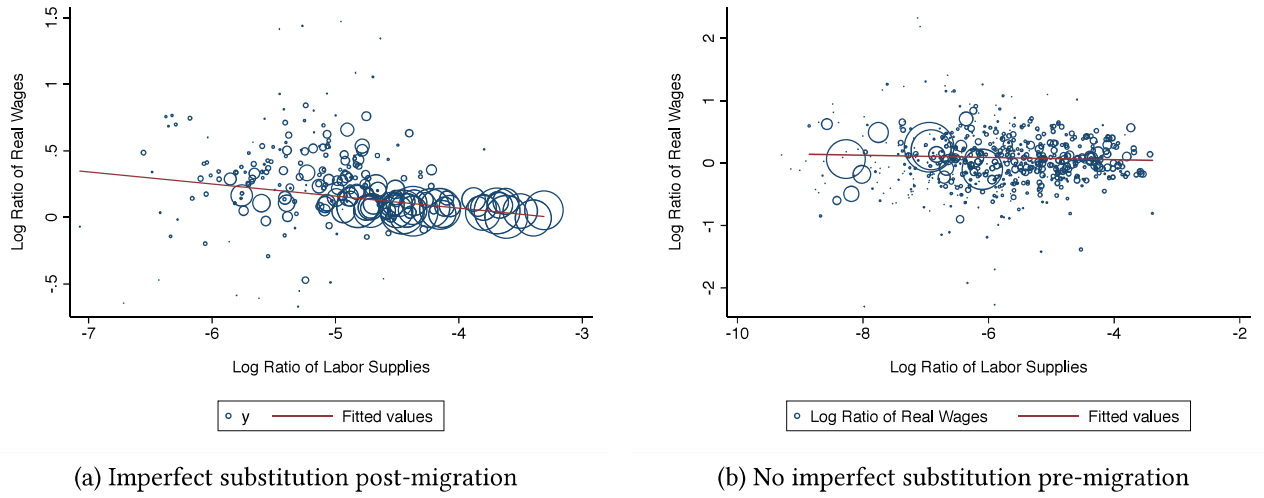 1.5
1
.5
0
-.5
Log Ratio of Real Wages
-7 -6 -5 -4 -3
Log Ratio of Labor Supplies
y Fitted values
(a) Imperfect substitution post-migration
2
1
0
-1
-2
Log Ratio of Real Wages
-10 -8 -6 -4 -2
Log Ratio of Labor Supplies
Log Ratio of Real Wages Fitted values
(b) No imperfect substitution pre-migration